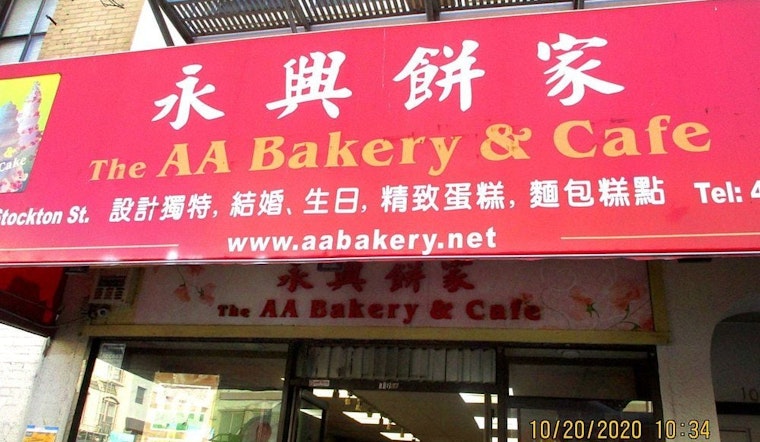 永興餅家
Cake
The AA Bakery & Cafe
Stockton St. 設計獨特, 結婚、生日, 精致蛋糕, 麵包糕點 Tel: 4
www.aabakery.net
永興餅家
The AA Bakery & Cafe
10/20/2020 10:34